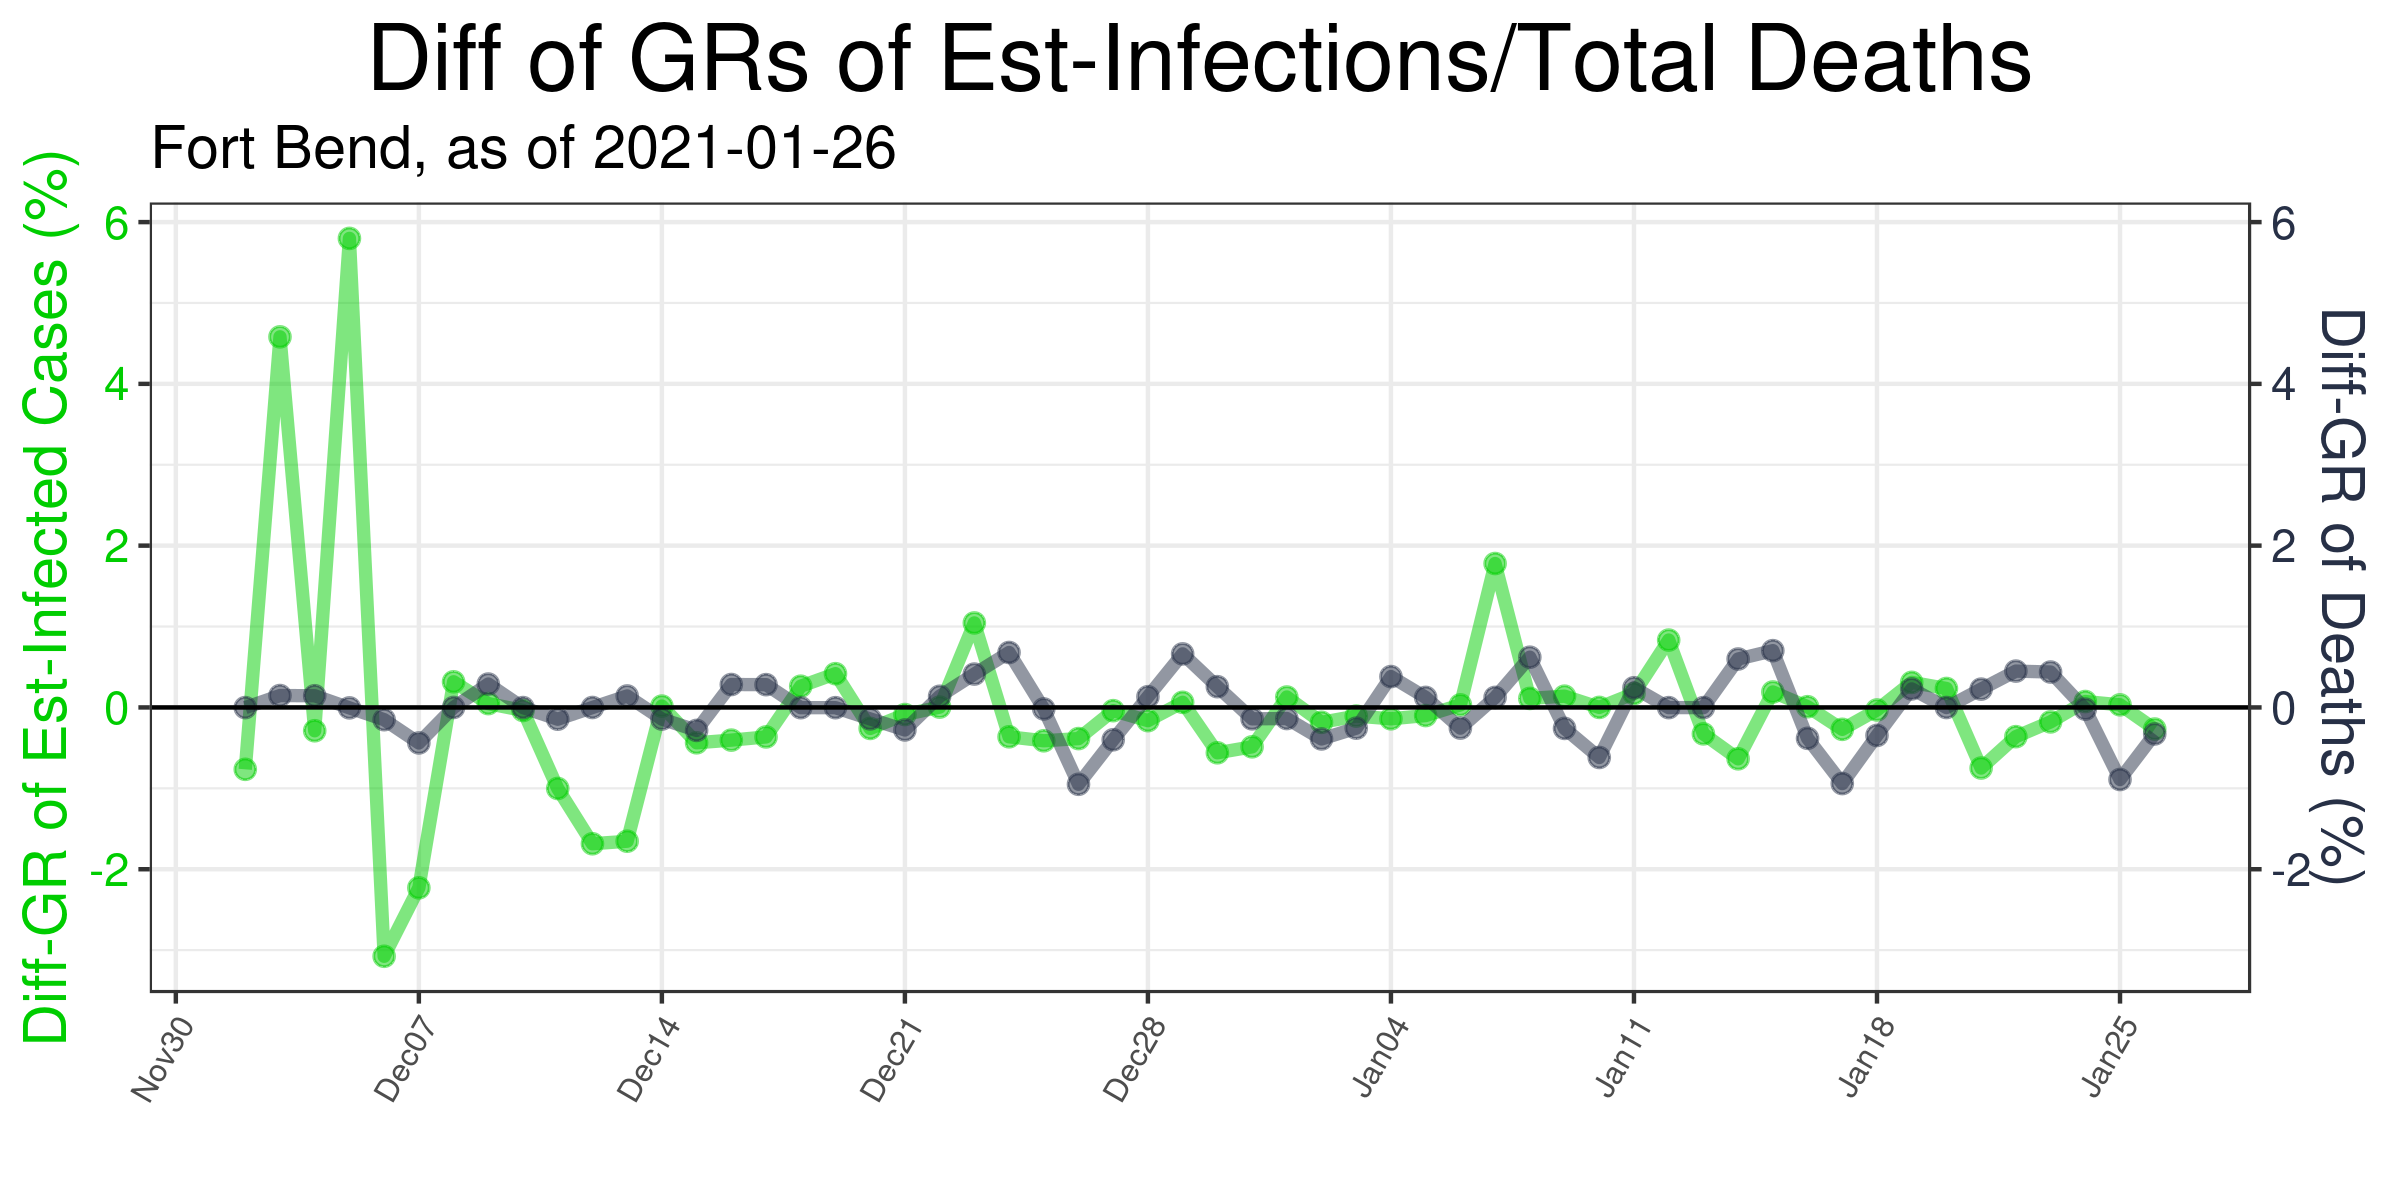 Diff of GRs of Est-Infections/Total Deaths
Fort Bend, as of 2021-01-26
Diff-GR of Est-Infected Cases (%)
6
4
2
0
-2
6
4
2
0
-2
Diff-GR of Deaths (%)
Nov30
Dec07
Dec14
Dec21
Dec28
Jan04
Jan11
Jan18
Jan25